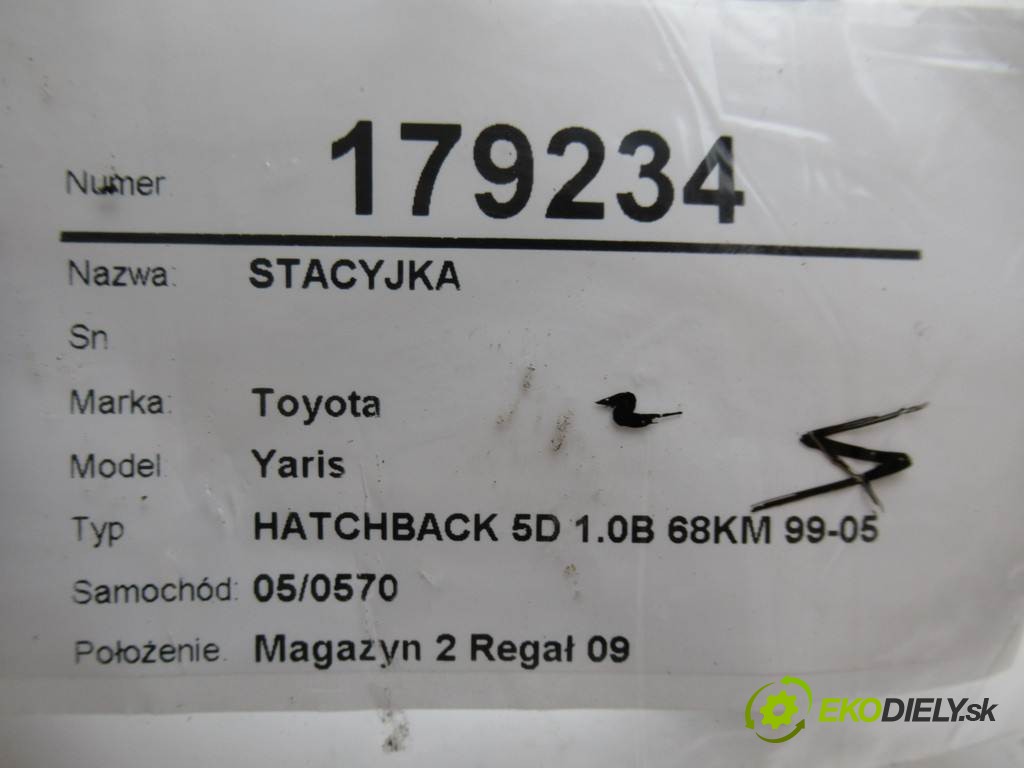 Numer 179234
Nazwa: STACYJKA
Sn
Marka: Toyota
Model Yaris
Typ HATCHBACK 5D 1.0B 68KM 99-05
Samochód: 05/0570
Położenie. Magazyn 2 Regał 09
EKODIELY.sk